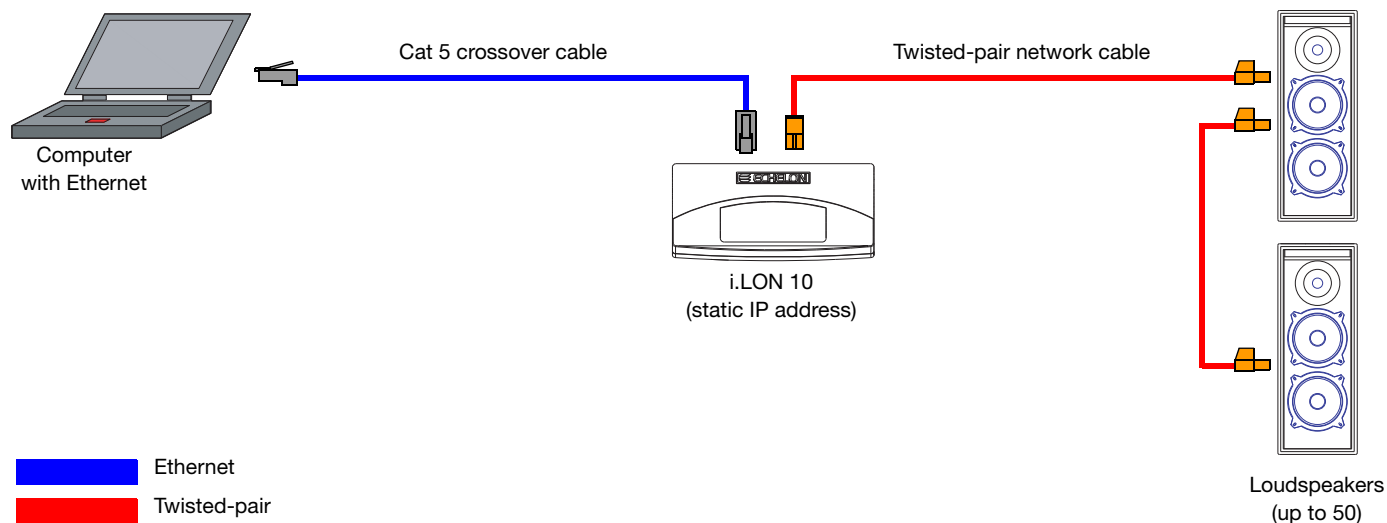 Cat 5 crossover cable
Twisted-pair network cable
Computer
with Ethernet
ECHELON
i.LON 10
(static IP address)
Ethernet
Twisted-pair
Loudspeakers
(up to 50)